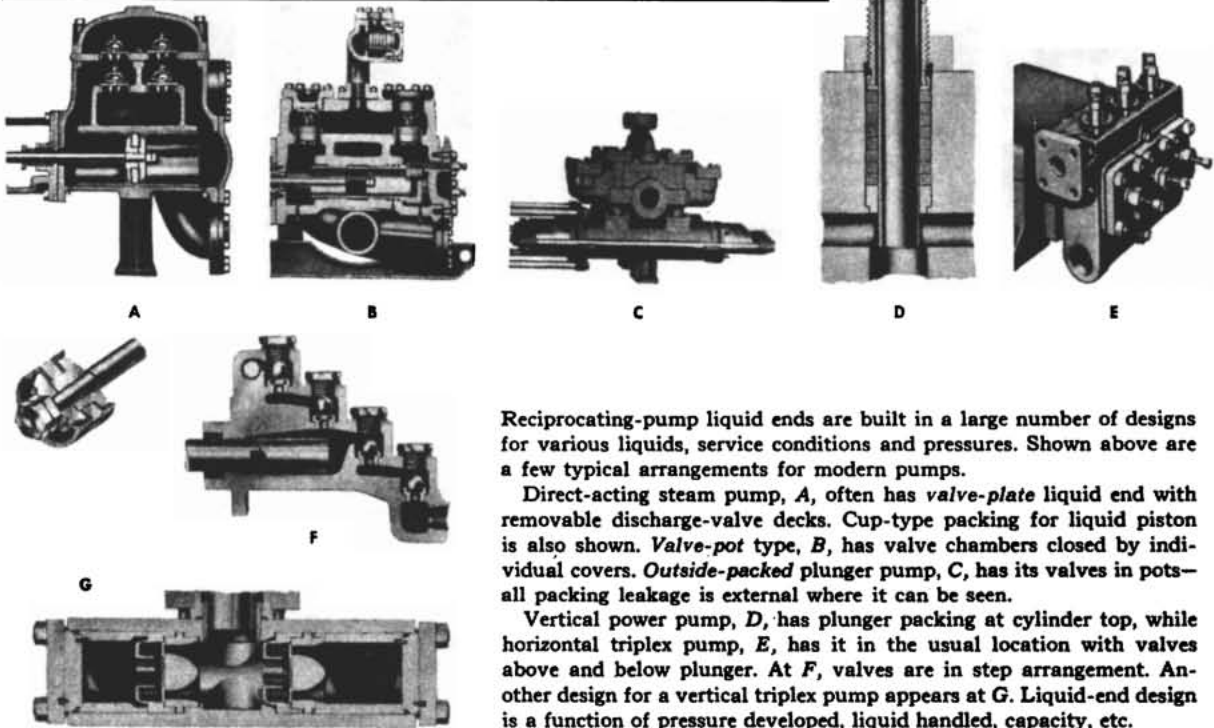 A
B
C
D
E
F
G
Reciprocating-pump liquid ends are built in a large number of designs
for various liquids, service conditions and pressures. Shown above are
a few typical arrangements for modern pumps.
Direct-acting steam pump, A, often has valve-plate liquid end with
removable discharge-valve decks. Cup-type packing for liquid piston
is also shown. Valve-pot type, B, has valve chambers closed by indi-
vidual covers. Outside-packed plunger pump, C, has its valves in pots—
all packing leakage is external where it can be seen.
Vertical power pump, D, has plunger packing at cylinder top, while
horizontal triplex pump, E, has it in the usual location with valves
above and below plunger. At F, valves are in step arrangement. An-
other design for a vertical triplex pump appears at G. Liquid-end design
is a function of pressure developed, liquid handled, capacity, etc.